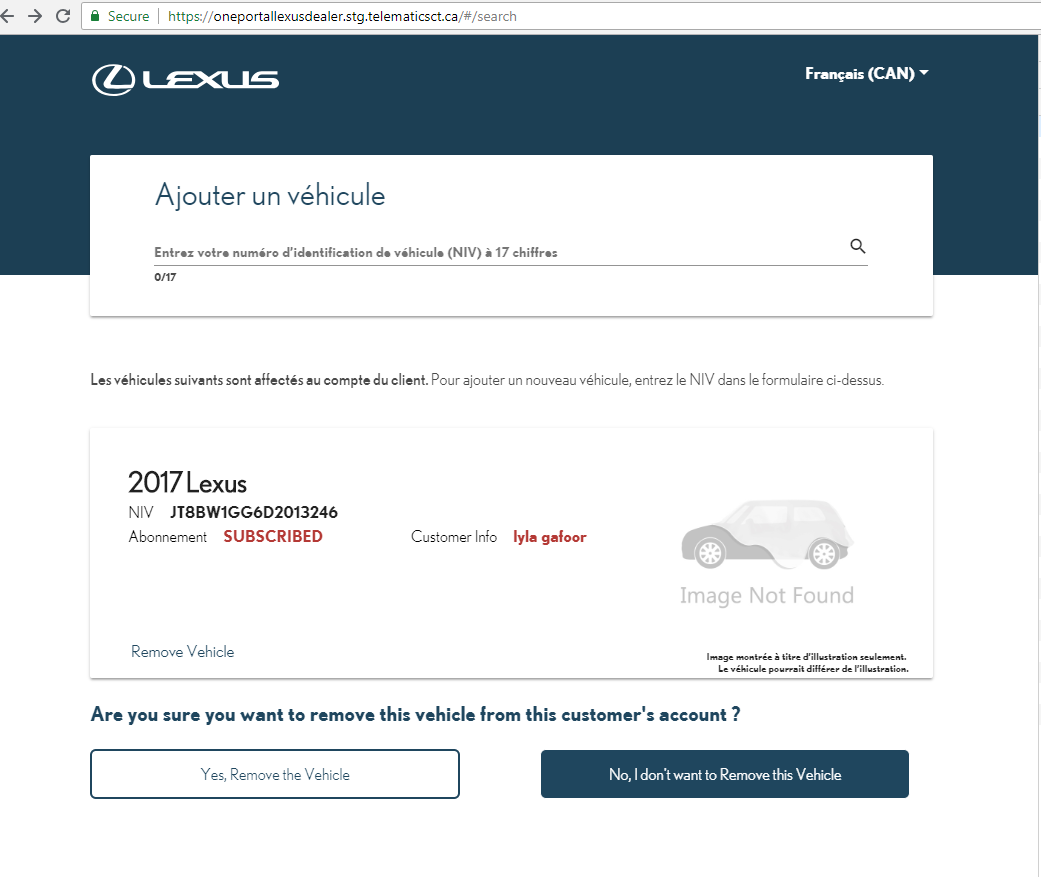 Secure https://oneportallexusdealer.stg.telematicsct.ca/#/search
LEXUS
Français (CAN)
Ajouter un véhicule
Entrez votre numéro d'identification de véhicule (NIV) à 17 chiffres
0/17
Les véhicules suivants sont affectés au compte du client. Pour ajouter un nouveau véhicule, entrez le NIV dans le formulaire ci-dessus.
2017 Lexus
NIV JT8BW1GG6D2013246
Abonnement SUBSCRIBED Customer Info lyla gafoor
Image Not Found
Remove Vehicle
Image montrée à titre d'illustration seulement.
Le véhicule pourrait différer de l'illustration.
Are you sure you want to remove this vehicle from this customer's account ?
Yes, Remove the Vehicle No, I don't want to Remove this Vehicle